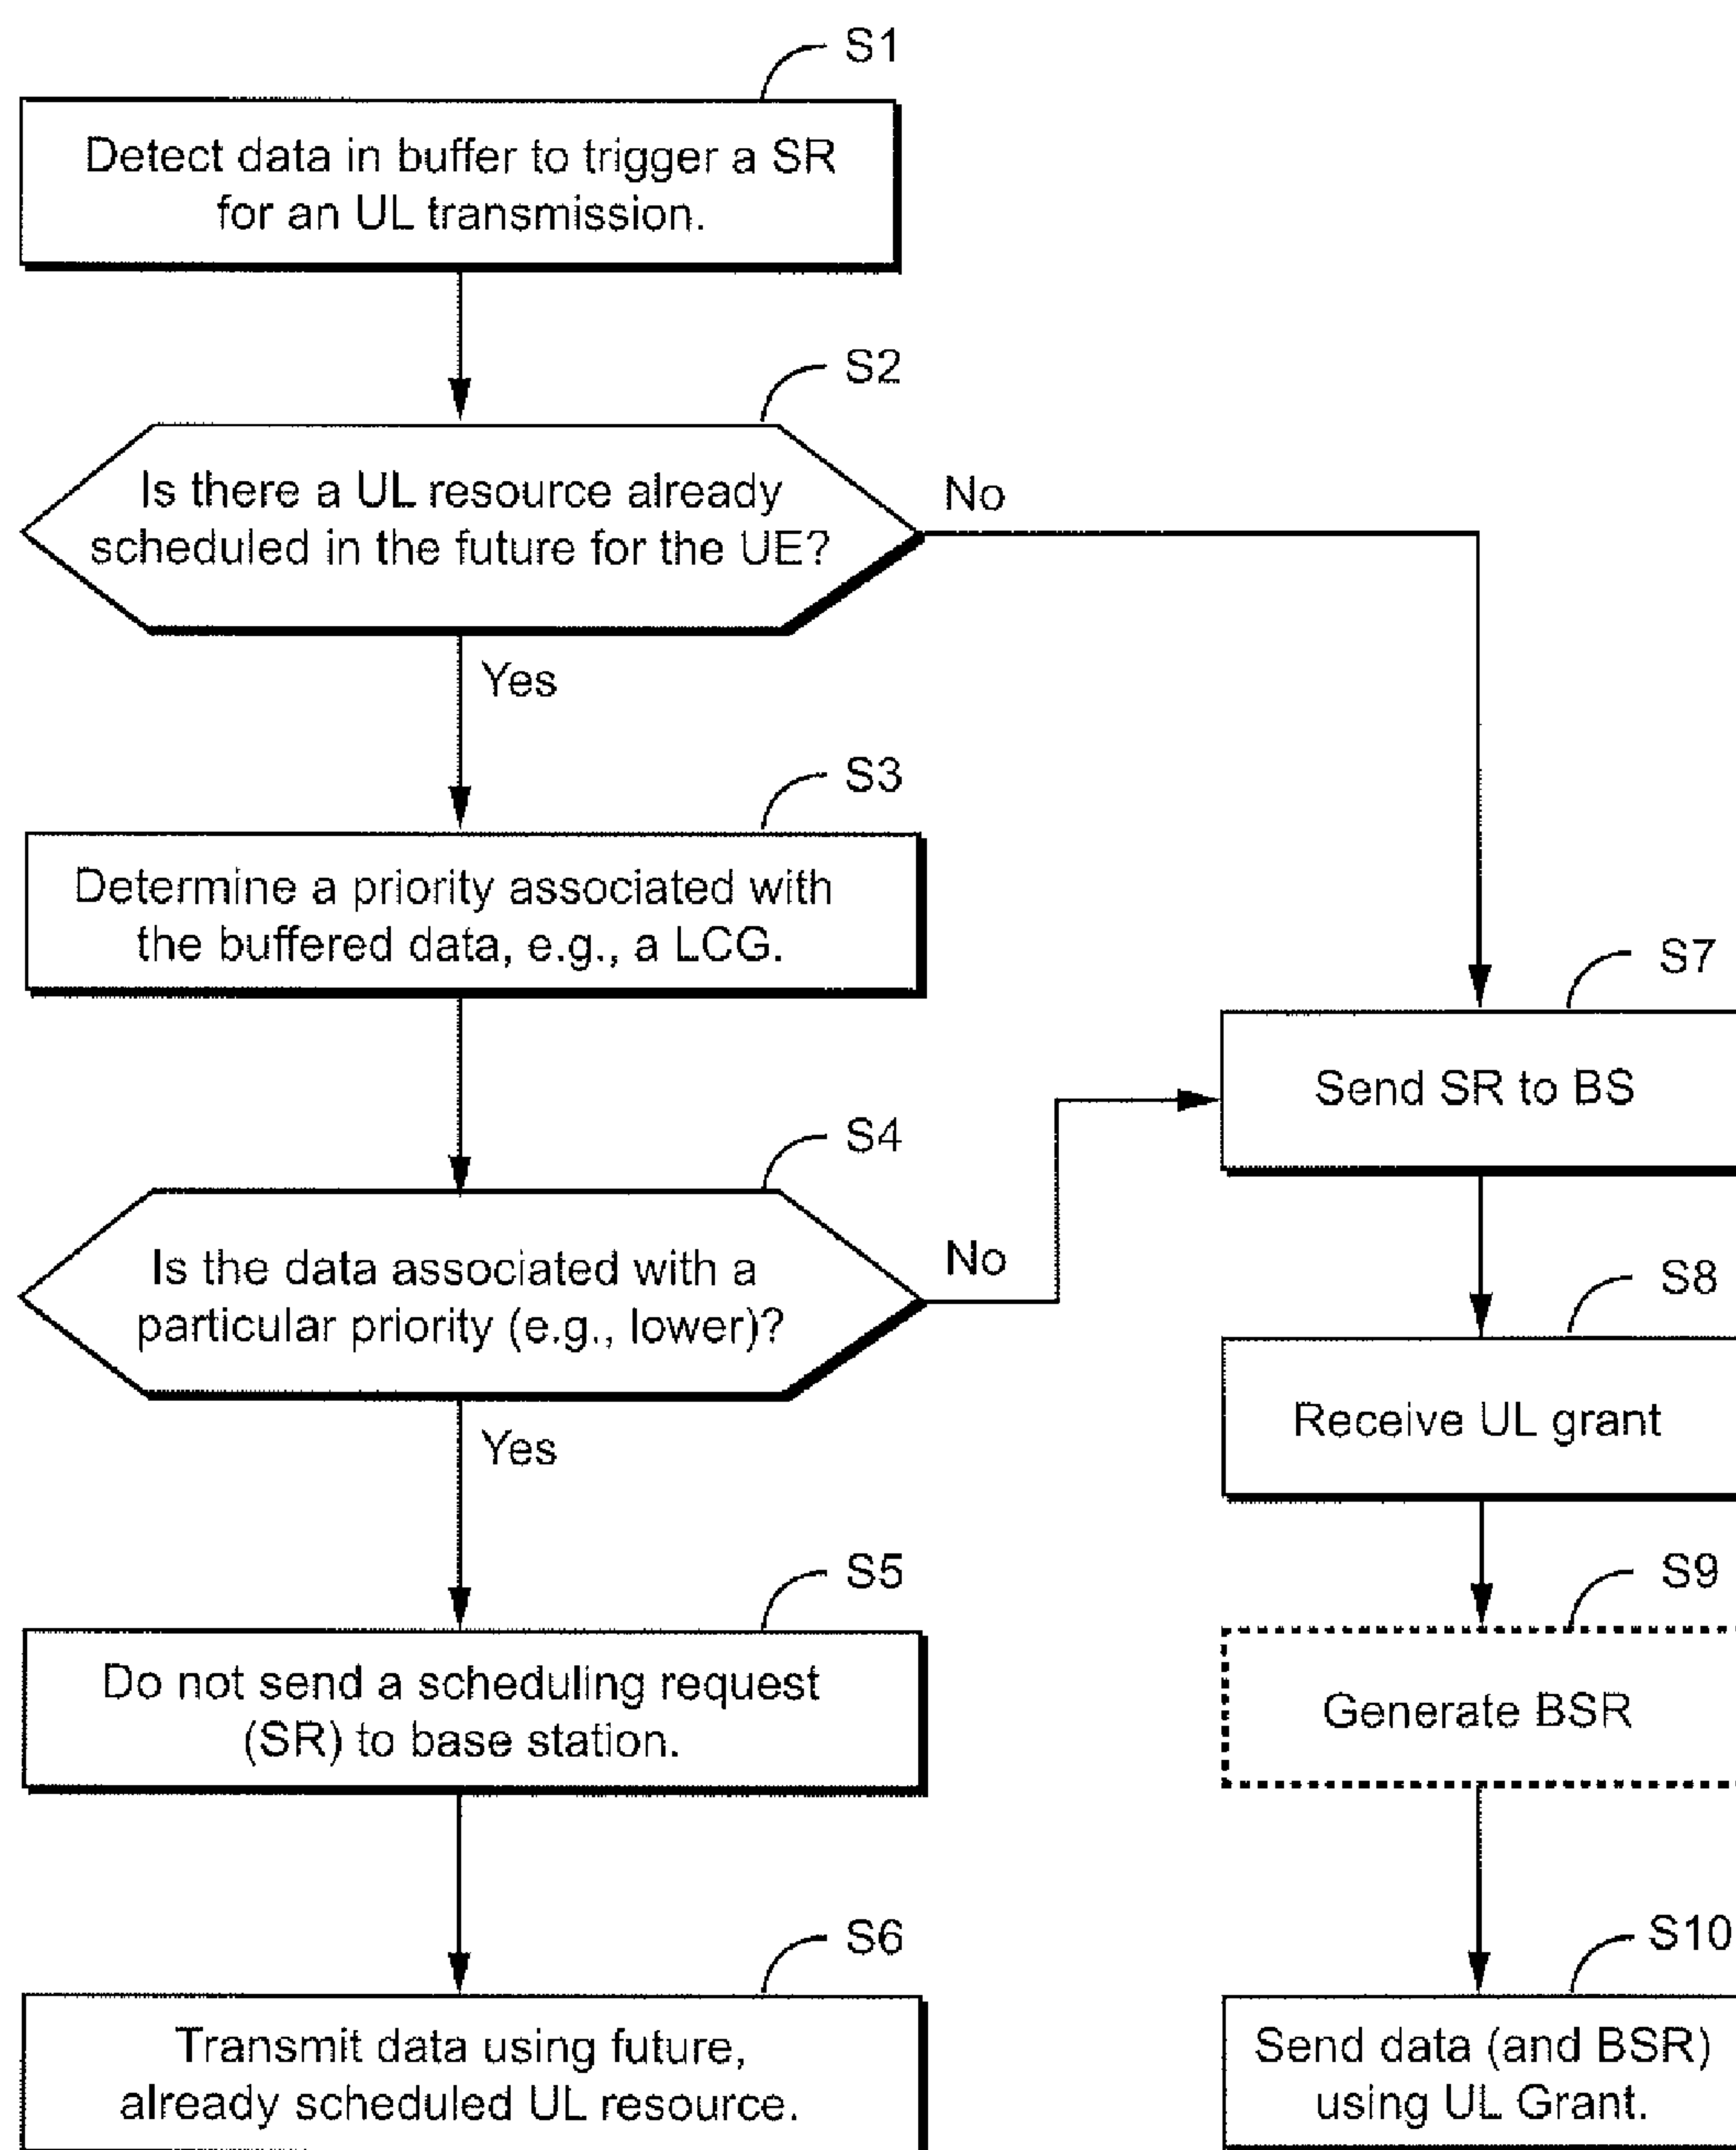 S1
Detect data in buffer to trigger a SR
for an UL transmission.
S2
Is there a UL resource already
scheduled in the future for the UE?
No
Yes
S3
Determine a priority associated with
the buffered data, e.g., a LCG.
S4
Is the data associated with a
particular priority (e.g., lower)?
No
Yes
S5
Do not send a scheduling request
(SR) to base station.
S6
Transmit data using future,
already scheduled UL resource.
S7
Send SR to BS
S8
Receive UL grant
S9
Generate BSR
S10
Send data (and BSR)
using UL Grant.